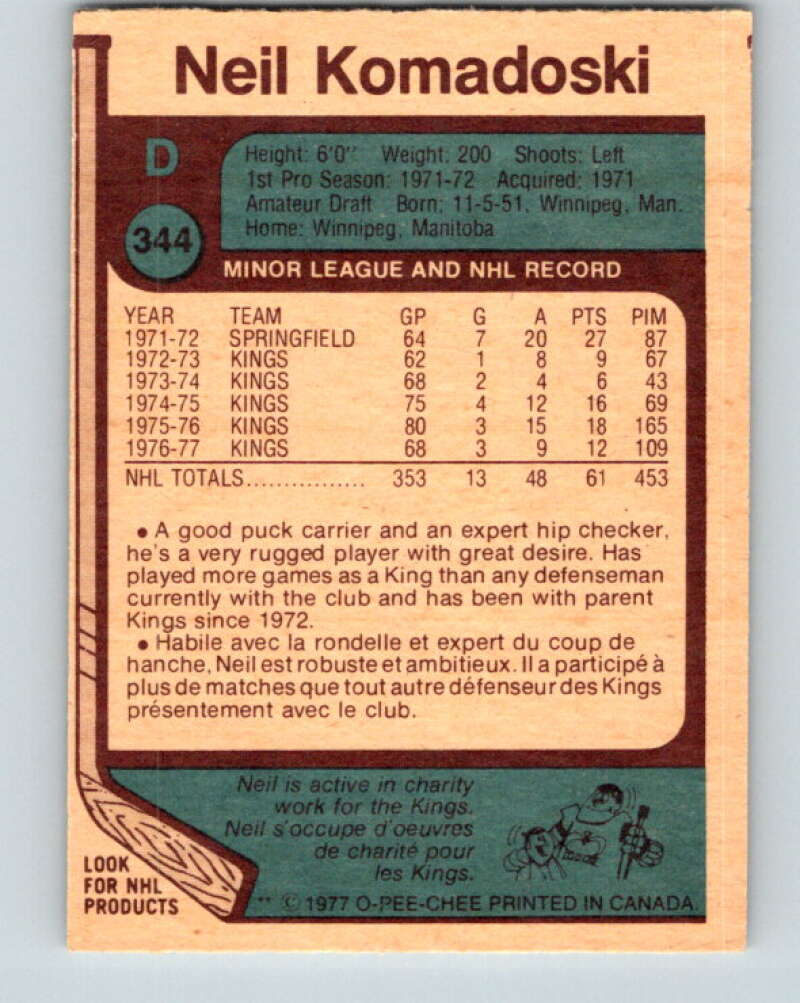 Neil Komadoski
D
Height: 6'0" Weight: 200 Shoots: Left
1st Pro Season: 1971-72 Acquired: 1971
Amateur Draft Born: 11-5-51, Winnipeg, Man.
Home: Winnipeg, Manitoba
344
MINOR LEAGUE AND NHL RECORD
YEAR TEAM GP G A PTS PIM
1971-72 SPRINGFIELD 64 7 20 27 87
1972-73 KINGS 62 1 8 9 67
1973-74 KINGS 68 2 4 6 43
1974-75 KINGS 75 4 12 16 69
1975-76 KINGS 80 3 15 18 165
1976-77 KINGS 68 3 9 12 109
NHL TOTALS................ 353 13 48 61 453
• A good puck carrier and an expert hip checker,
he's a very rugged player with great desire. Has
played more games as a King than any defenseman
currently with the club and has been with parent
Kings since 1972.
• Habile avec la rondelle et expert du coup de
hanche, Neil est robuste et ambitieux. Il a participé à
plus de matches que tout autre défenseur des Kings
présentement avec le club.
Neil is active in charity
work for the Kings.
Neil s'occupe d'oeuvres
de charité pour
les Kings.
LOOK
FOR NHL
PRODUCTS
** © 1977 O-PEE-CHEE PRINTED IN CANADA.